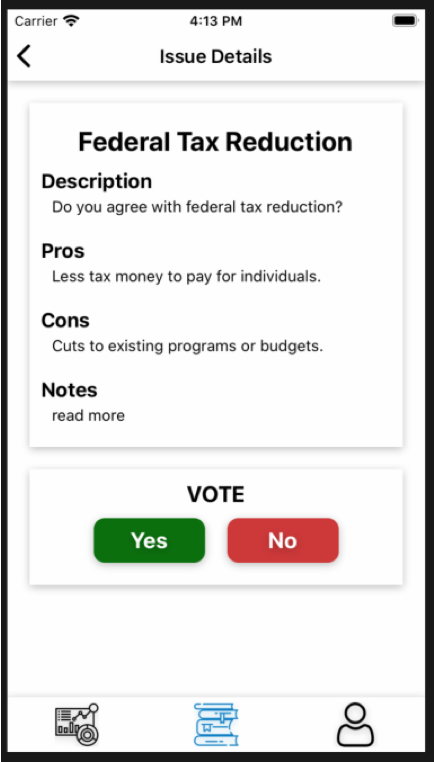 Carrier 4:13 PM
Issue Details
Federal Tax Reduction
Description
Do you agree with federal tax reduction?
Pros
Less tax money to pay for individuals.
Cons
Cuts to existing programs or budgets.
Notes
read more
VOTE
Yes No